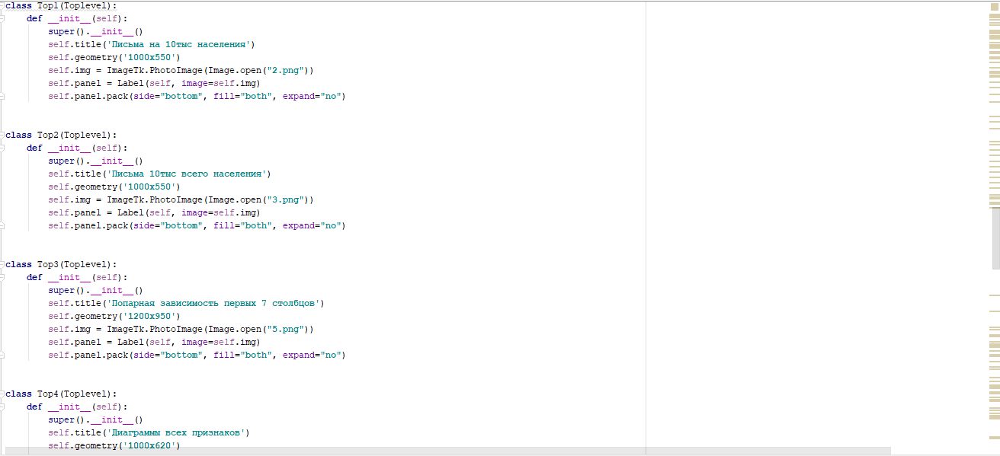 class Top1(Toplevel):
    def __init__(self):
        super().__init__()
        self.title('Письма на 10тыс населения')
        self.geometry('1000x550')
        self.img = ImageTk.PhotoImage(Image.open("2.png"))
        self.panel = Label(self, image=self.img)
        self.panel.pack(side="bottom", fill="both", expand="no")
class Top2(Toplevel):
    def __init__(self):
        super().__init__()
        self.title('Письма 10тыс всего населения')
        self.geometry('1000x550')
        self.img = ImageTk.PhotoImage(Image.open("3.png"))
        self.panel = Label(self, image=self.img)
        self.panel.pack(side="bottom", fill="both", expand="no")
class Top3(Toplevel):
    def __init__(self):
        super().__init__()
        self.title('Попарная зависимость первых 7 столбцов')
        self.geometry('1200x950')
        self.img = ImageTk.PhotoImage(Image.open("5.png"))
        self.panel = Label(self, image=self.img)
        self.panel.pack(side="bottom", fill="both", expand="no")
class Top4(Toplevel):
    def __init__(self):
        super().__init__()
        self.title('Диаграммы всех признаков')
        self.geometry('1000x620')